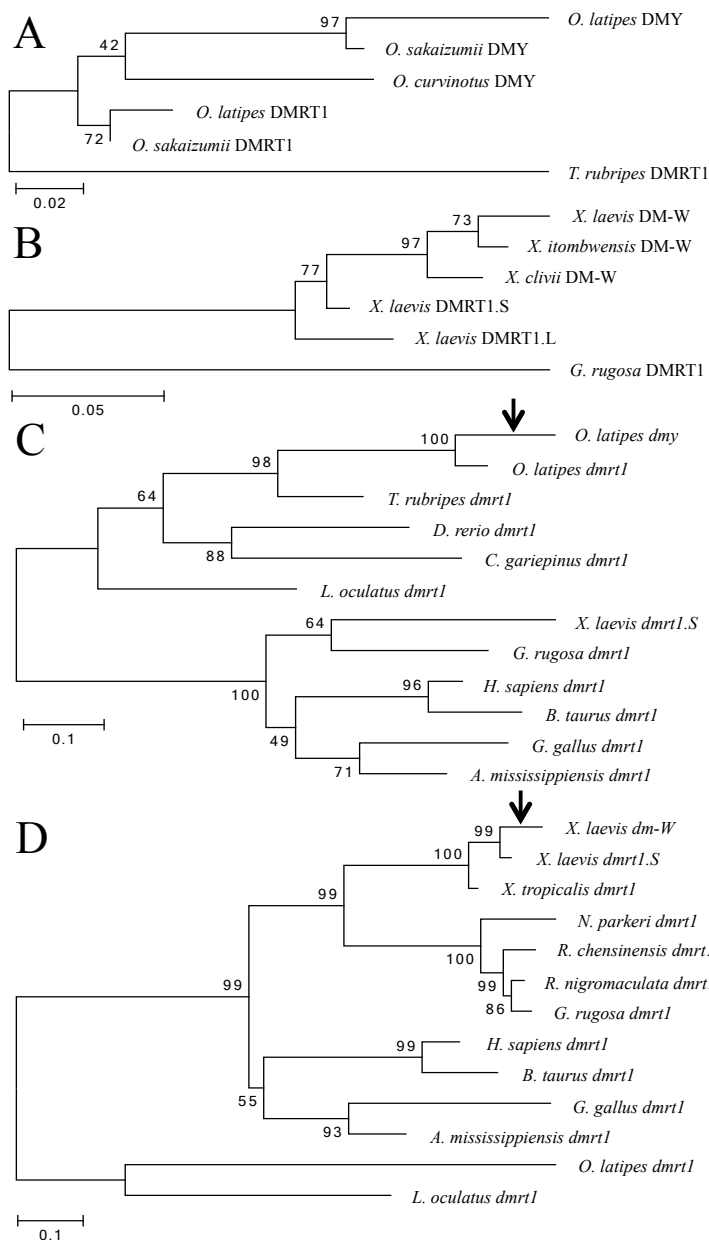 A
97
O. latipes DMY
O. sakaizumii DMY
42
O. curvinotus DMY
O. latipes DMRT1
72
O. sakaizumii DMRT1
T. rubripes DMRT1
0.02
B
73
X. laevis DM-W
X. itombwensis DM-W
97
X. clivii DM-W
77
X. laevis DMRT1.S
X. laevis DMRT1.L
G. rugosa DMRT1
0.05
C
100
O. latipes dmy
O. latipes dmrt1
98
T. rubripes dmrt1
64
D. rerio dmrt1
88
C. gariepinus dmrt1
L. oculatus dmrt1
64
X. laevis dmrt1.S
G. rugosa dmrt1
100
96
H. sapiens dmrt1
B. taurus dmrt1
49
G. gallus dmrt1
71
A. mississippiensis dmrt1
0.1
D
99
X. laevis dm-W
100
X. laevis dmrt1.S
X. tropicalis dmrt1
99
N. parkeri dmrt1
100
R. chensinensis dmrt1
99
R. nigromaculata dmrt1
86
G. rugosa dmrt1
99
99
H. sapiens dmrt1
B. taurus dmrt1
55
G. gallus dmrt1
93
A. mississippiensis dmrt1
O. latipes dmrt1
L. oculatus dmrt1
0.1